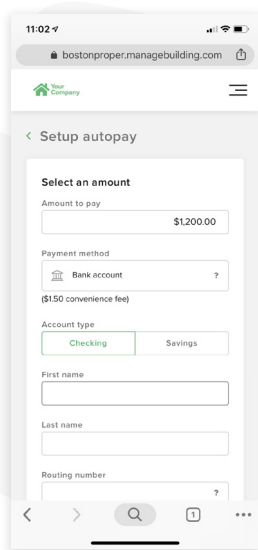 11:02
bostonproper.managebuilding.com
Your
Company
Setup autopay
Select an amount
Amount to pay
$1,200.00
Payment method
Bank account ?
($1.50 convenience fee)
Account type
Checking Savings
First name
Last name
Routing number
?
1